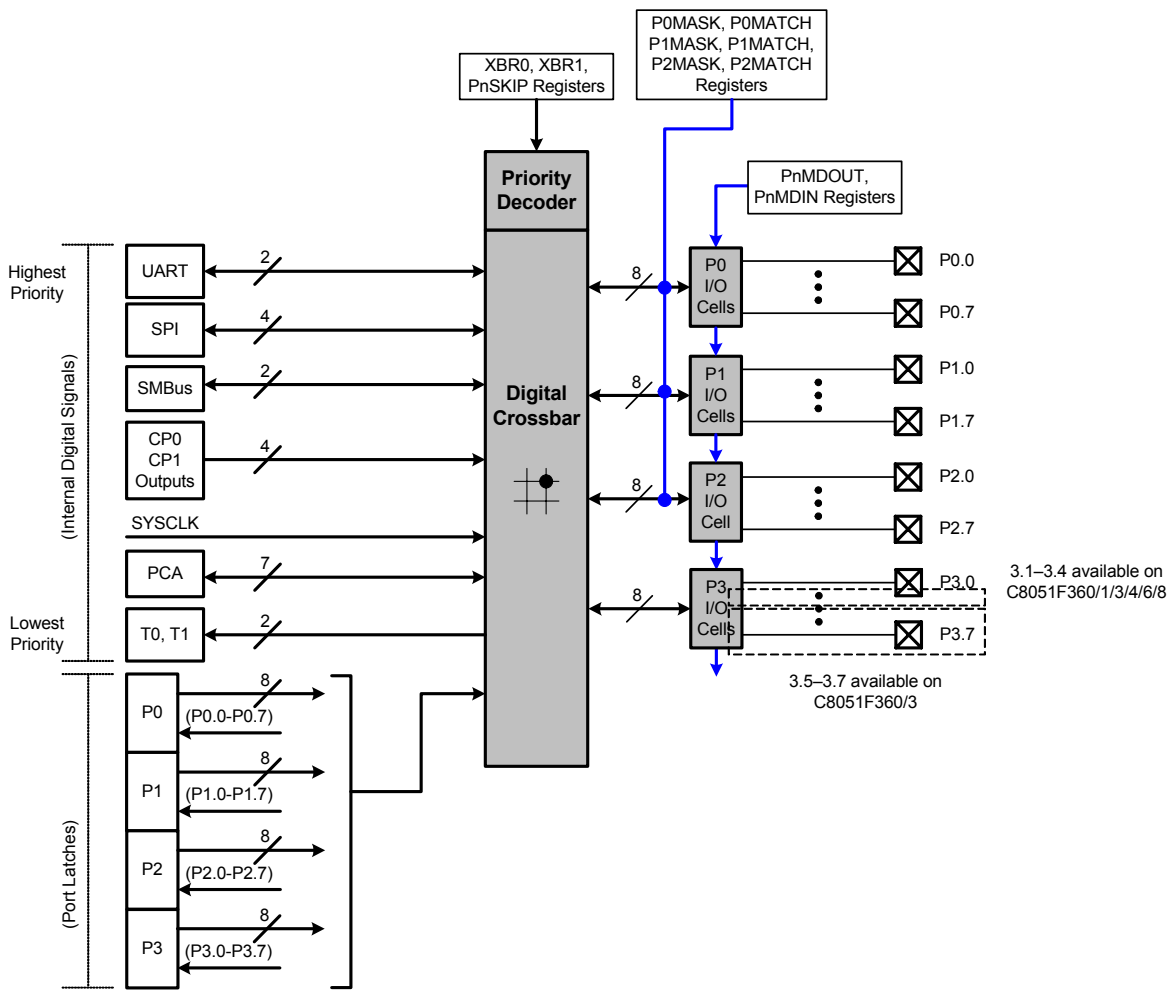 P0MASK, P0MATCH
P1MASK, P1MATCH,
P2MASK, P2MATCH
Registers
XBR0, XBR1,
PnSKIP Registers
PnMDOUT,
PnMDIN Registers
Priority
Decoder
Digital
Crossbar
Highest
Priority
(Internal Digital Signals)
Lowest
Priority
UART
2
SPI
4
SMBus
2
CP0
CP1
Outputs
4
SYSCLK
PCA
7
T0, T1
2
(Port Latches)
P0
8
(P0.0-P0.7)
P1
8
(P1.0-P1.7)
P2
8
(P2.0-P2.7)
P3
8
(P3.0-P3.7)
8
P0
I/O
Cells
P0.0
P0.7
8
P1
I/O
Cells
P1.0
P1.7
8
P2
I/O
Cell
P2.0
P2.7
8
P3
I/O
Cells
P3.0
P3.7
3.1–3.4 available on
C8051F360/1/3/4/6/8
3.5–3.7 available on
C8051F360/3